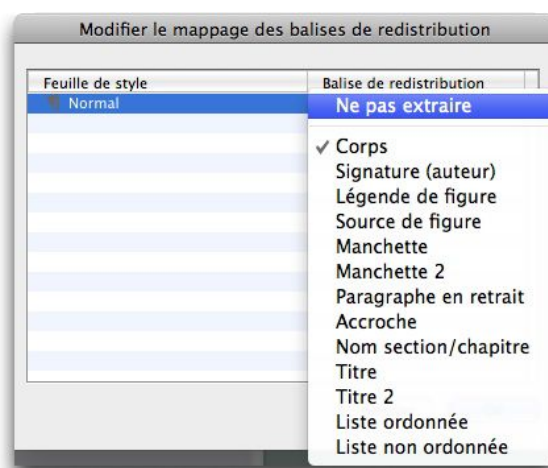 Modifier le mappage des balises de redistribution
Feuille de style
Balise de redistribution
Normal
Ne pas extraire
Corps
Signature (auteur)
Légende de figure
Source de figure
Manchette
Manchette 2
Paragraphe en retrait
Accroche
Nom section/chapitre
Titre
Titre 2
Liste ordonnée
Liste non ordonnée